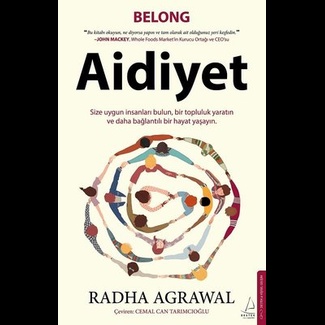 BELONG
"Bu kitabı okuyun, ne diyorsa yapın ve tam olarak ait olduğunuz yeri keşfedin."
-JOHN MACKEY, Whole Foods Market'in Kurucu Ortağı ve CEO'su
Aidiyet
Size uygun insanları bulun, bir topluluk yaratın
ve daha bağlantılı bir hayat yaşayın.
RADHA AGRAWAL
Çeviren: CEMAL CAN TARIMCIOĞLU
DESTEK